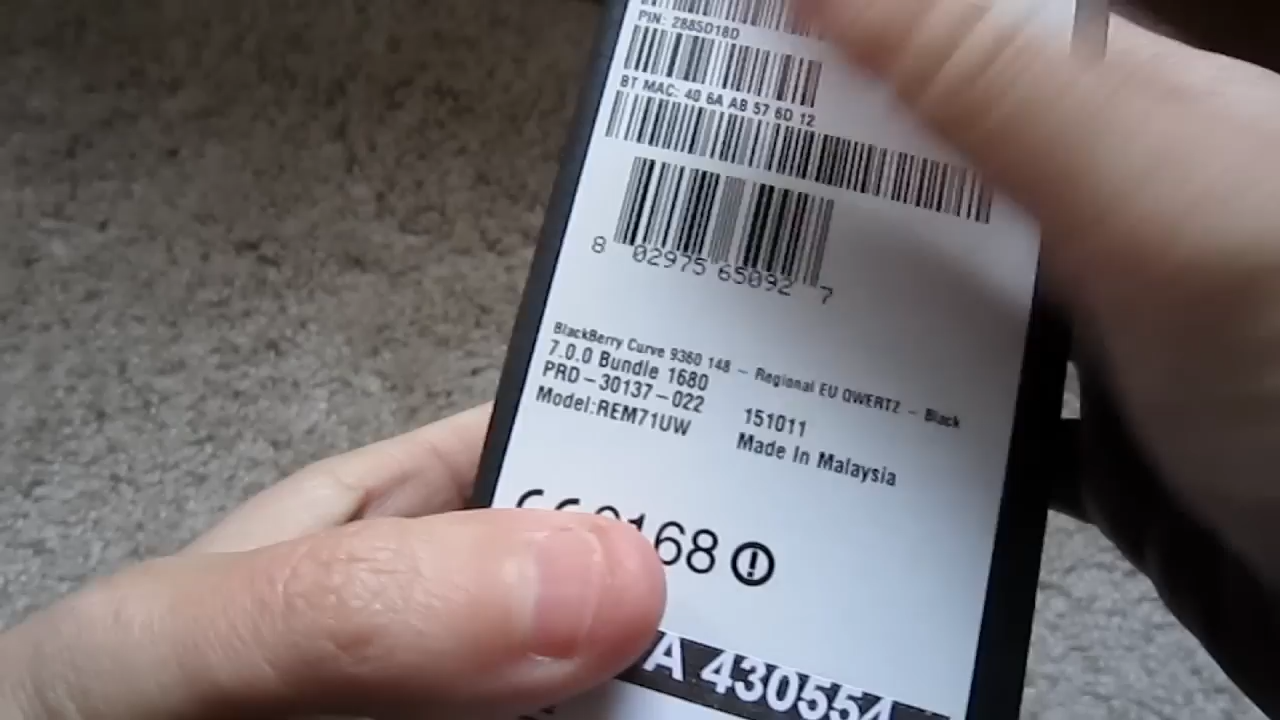 PIN: 2885D18D
BT MAC: 40 6A AB 57 6D 12
8 02975 65092 7
BlackBerry Curve 9360 148 – Regional EU QWERTZ – Black
7.0.0 Bundle 1680
PRD–30137–022 151011
Model:REM71UW Made In Malaysia
68
A 430554